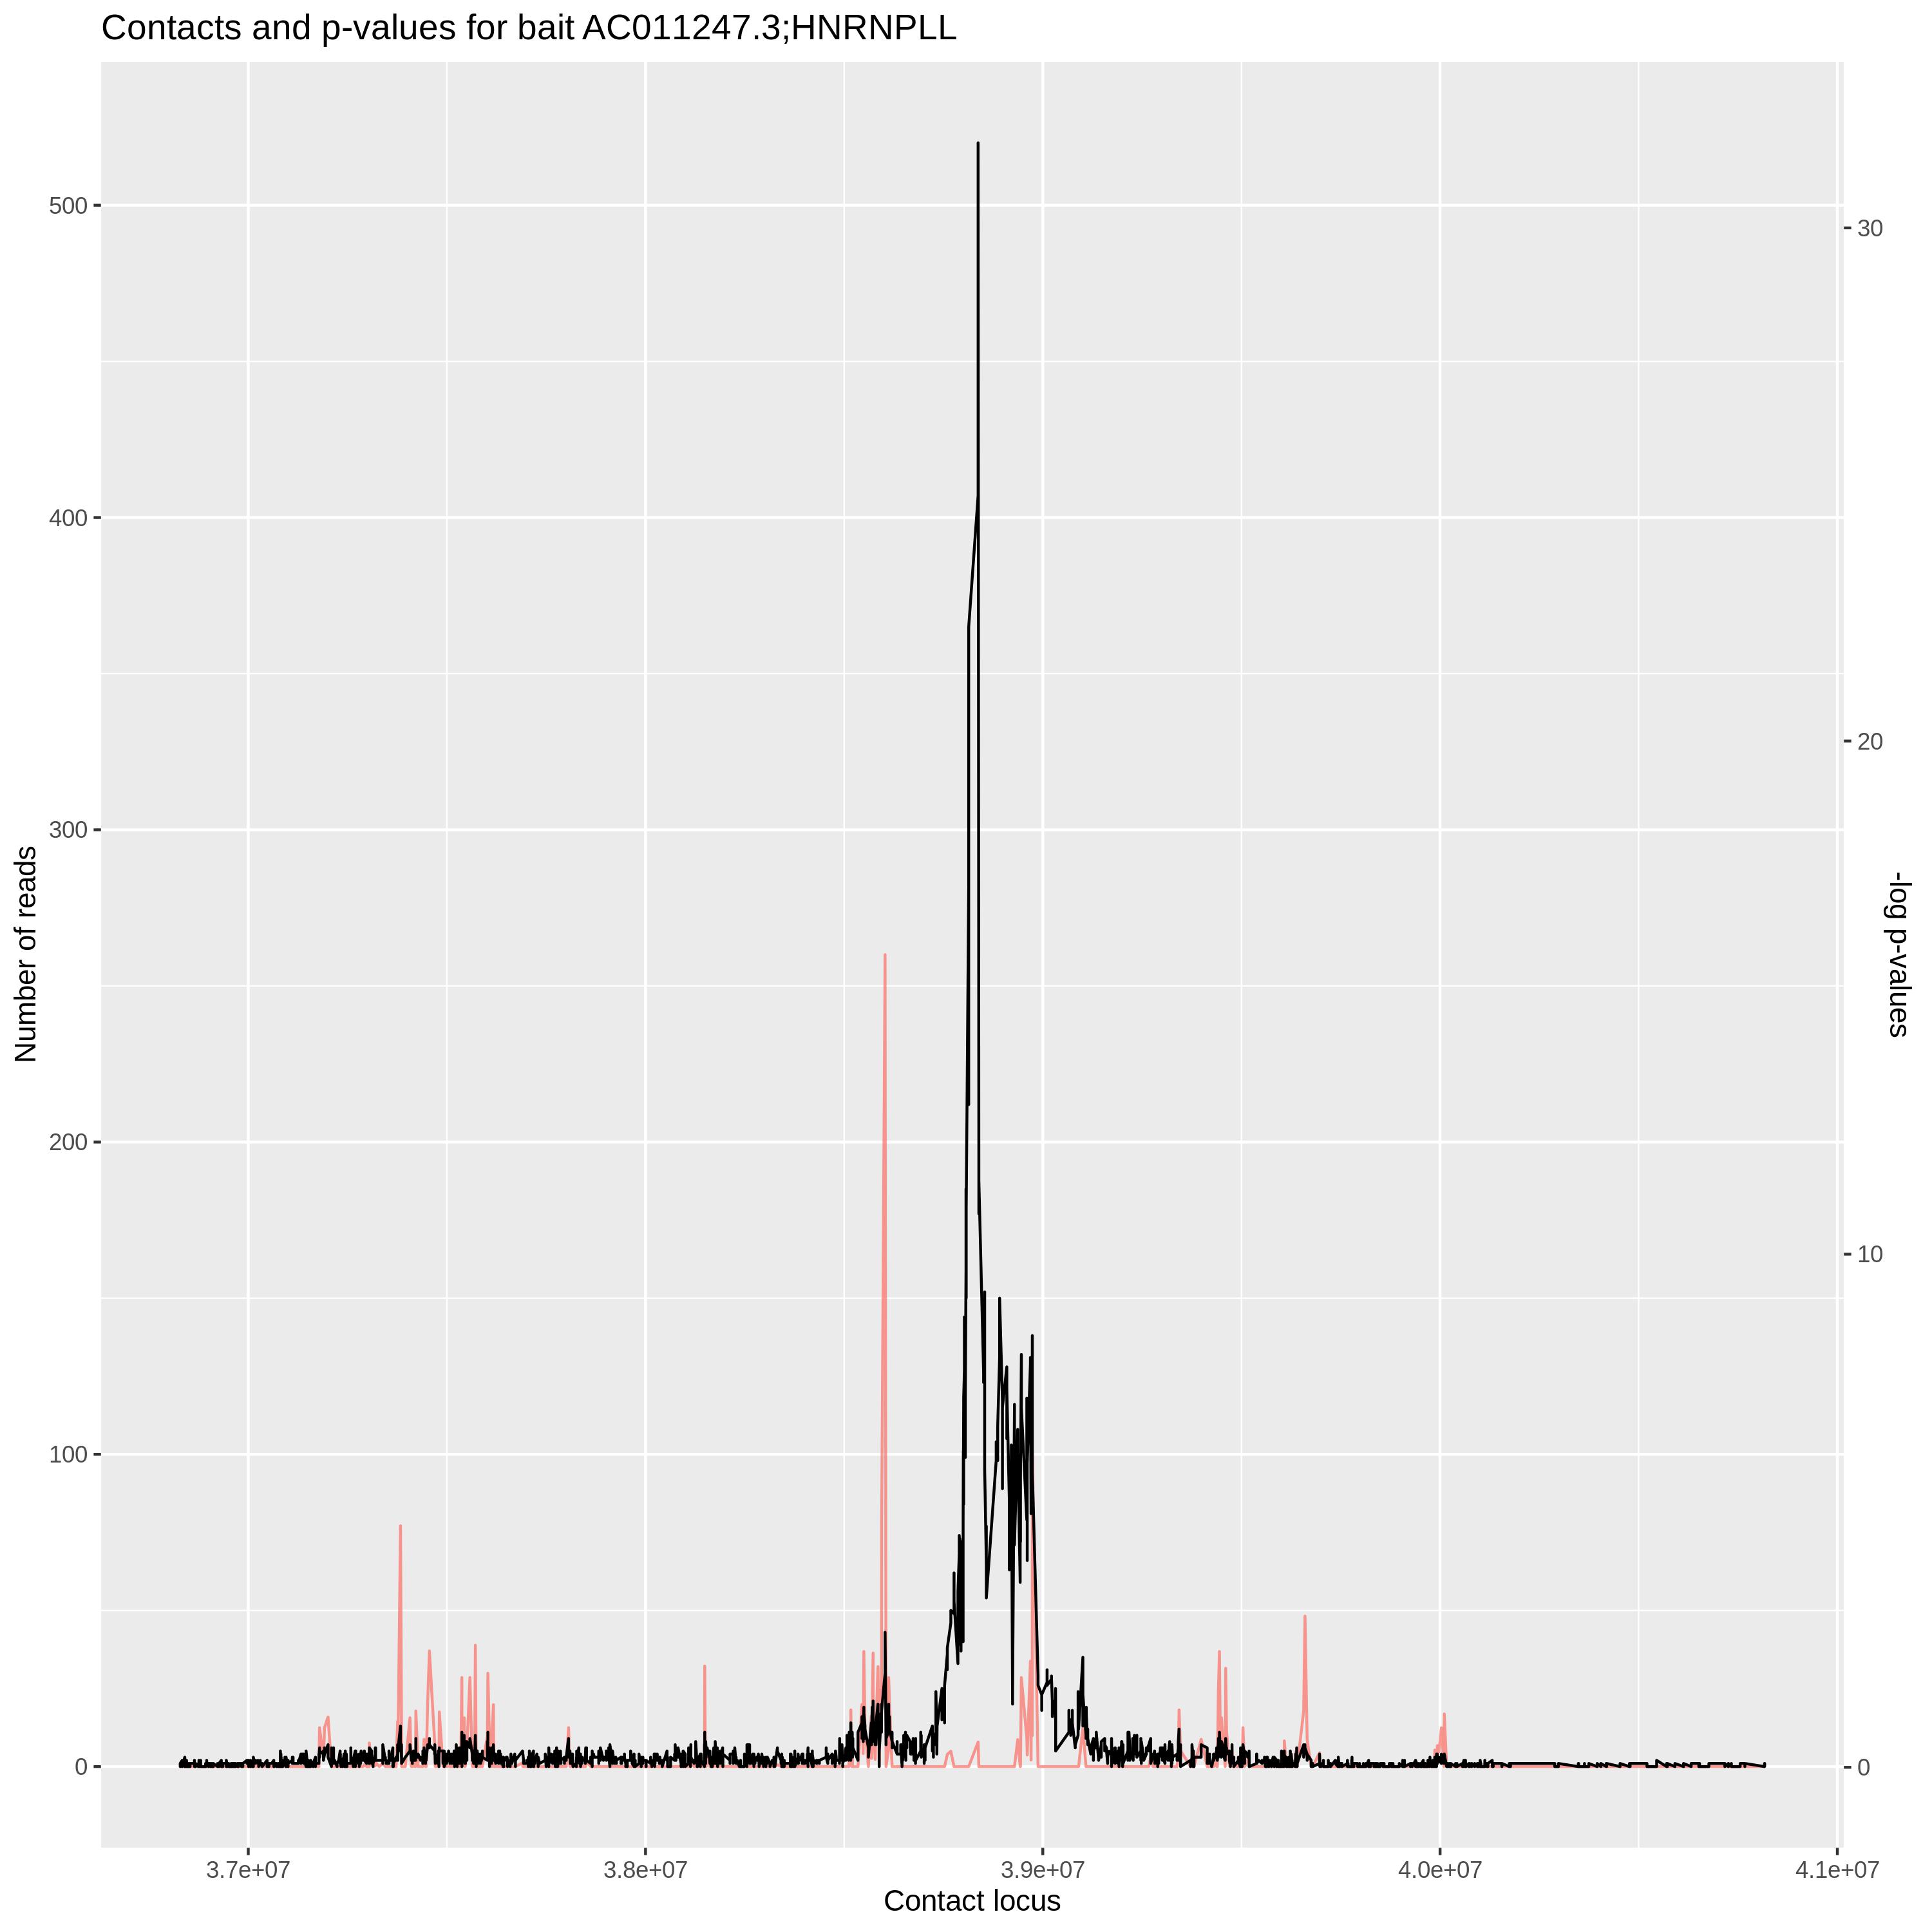 Contacts and p-values for bait AC011247.3;HNRNPLL
500
400
300
200
100
0
Number of reads
30
20
10
0
-log p-values
3.7e+07 3.8e+07 3.9e+07 4.0e+07 4.1e+07
Contact locus